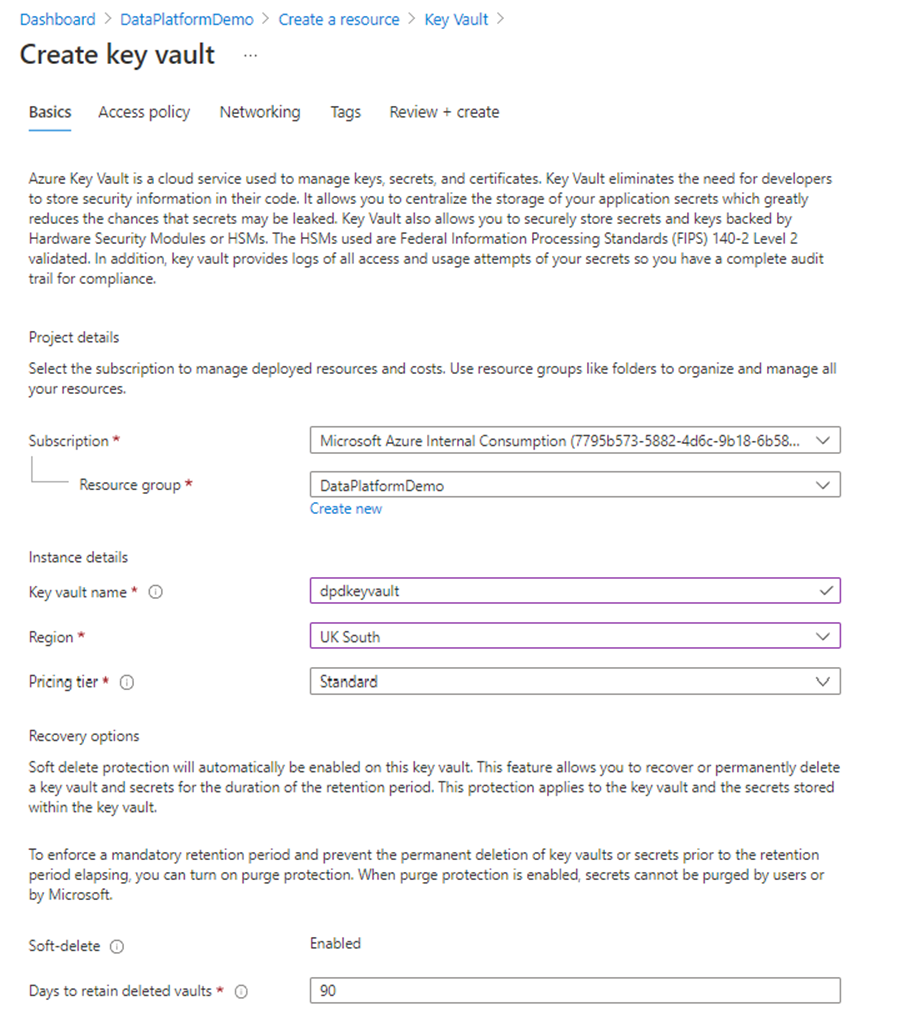 Dashboard > DataPlatformDemo > Create a resource > Key Vault >
Create key vault ...
Basics Access policy Networking Tags Review + create
Azure Key Vault is a cloud service used to manage keys, secrets, and certificates. Key Vault eliminates the need for developers
to store security information in their code. It allows you to centralize the storage of your application secrets which greatly
reduces the chances that secrets may be leaked. Key Vault also allows you to securely store secrets and keys backed by
Hardware Security Modules or HSMs. The HSMs used are Federal Information Processing Standards (FIPS) 140-2 Level 2
validated. In addition, key vault provides logs of all access and usage attempts of your secrets so you have a complete audit
trail for compliance.
Project details
Select the subscription to manage deployed resources and costs. Use resource groups like folders to organize and manage all
your resources.
Subscription * Microsoft Azure Internal Consumption (7795b573-5882-4d6c-9b18-6b58...
Resource group * DataPlatformDemo
Create new
Instance details
Key vault name * dpdkeyvault
Region * UK South
Pricing tier * Standard
Recovery options
Soft delete protection will automatically be enabled on this key vault. This feature allows you to recover or permanently delete
a key vault and secrets for the duration of the retention period. This protection applies to the key vault and the secrets stored
within the key vault.
To enforce a mandatory retention period and prevent the permanent deletion of key vaults or secrets prior to the retention
period elapsing, you can turn on purge protection. When purge protection is enabled, secrets cannot be purged by users or
by Microsoft.
Soft-delete Enabled
Days to retain deleted vaults * 90